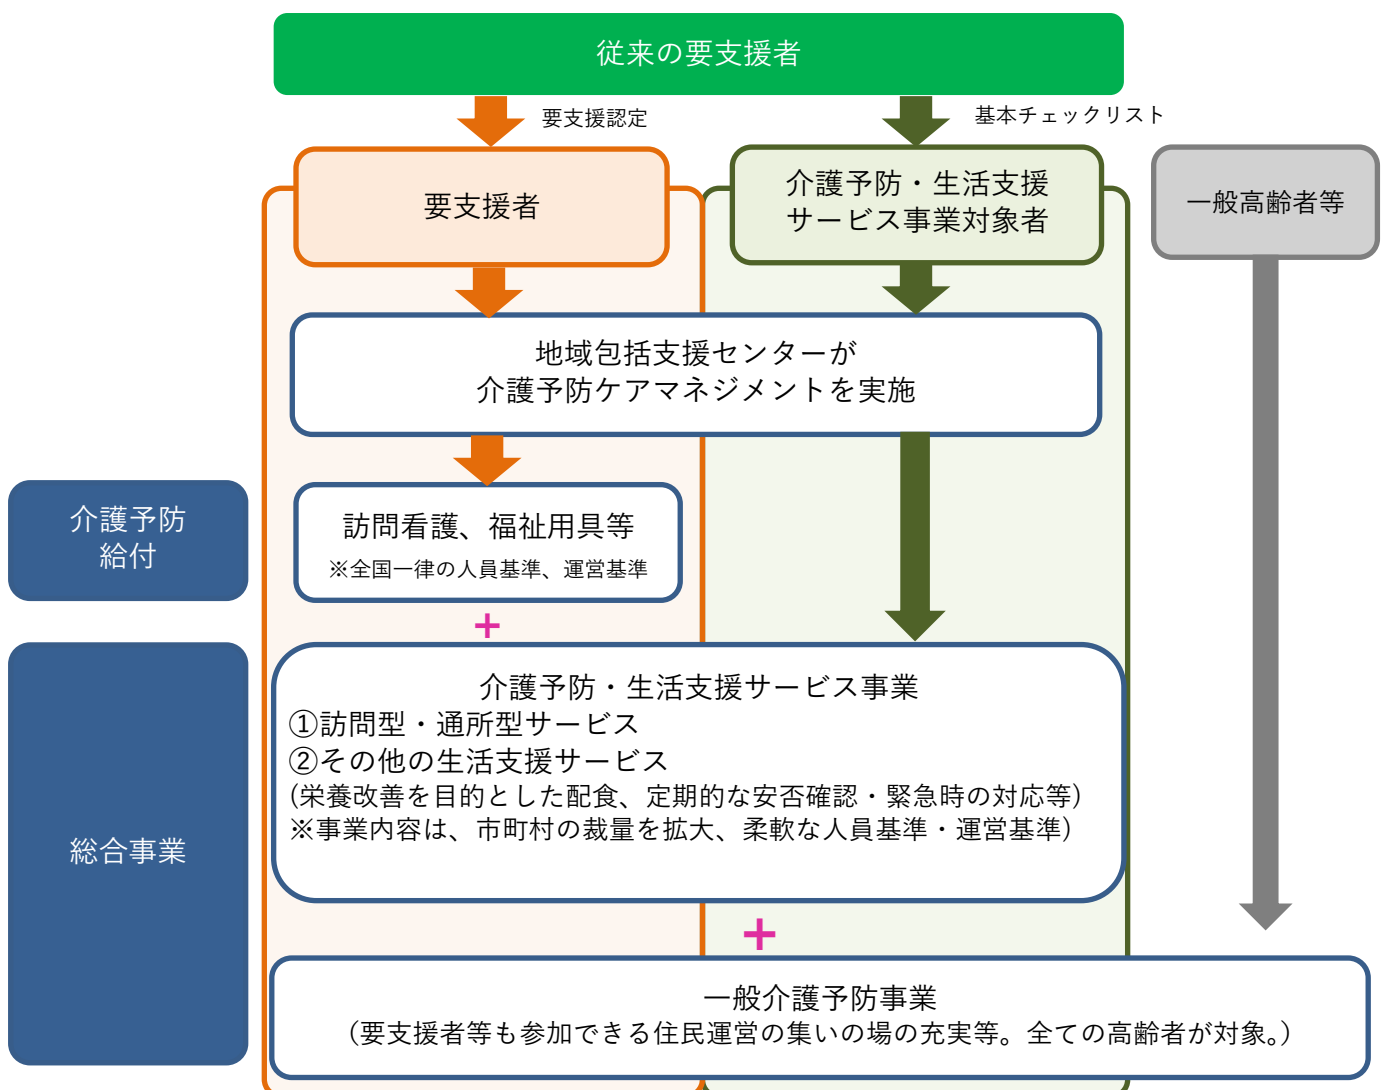 従来の要支援者
要支援認定
基本チェックリスト
要支援者
介護予防・生活支援
サービス事業対象者
一般高齢者等
地域包括支援センターが
介護予防ケアマネジメントを実施
介護予防
給付
訪問看護、福祉用具等
※全国一律の人員基準、運営基準
+
総合事業
介護予防・生活支援サービス事業
①訪問型・通所型サービス
②その他の生活支援サービス
(栄養改善を目的とした配食、定期的な安否確認・緊急時の対応等)
※事業内容は、市町村の裁量を拡大、柔軟な人員基準・運営基準)
+
一般介護予防事業
(要支援者等も参加できる住民運営の集いの場の充実等。全ての高齢者が対象。)